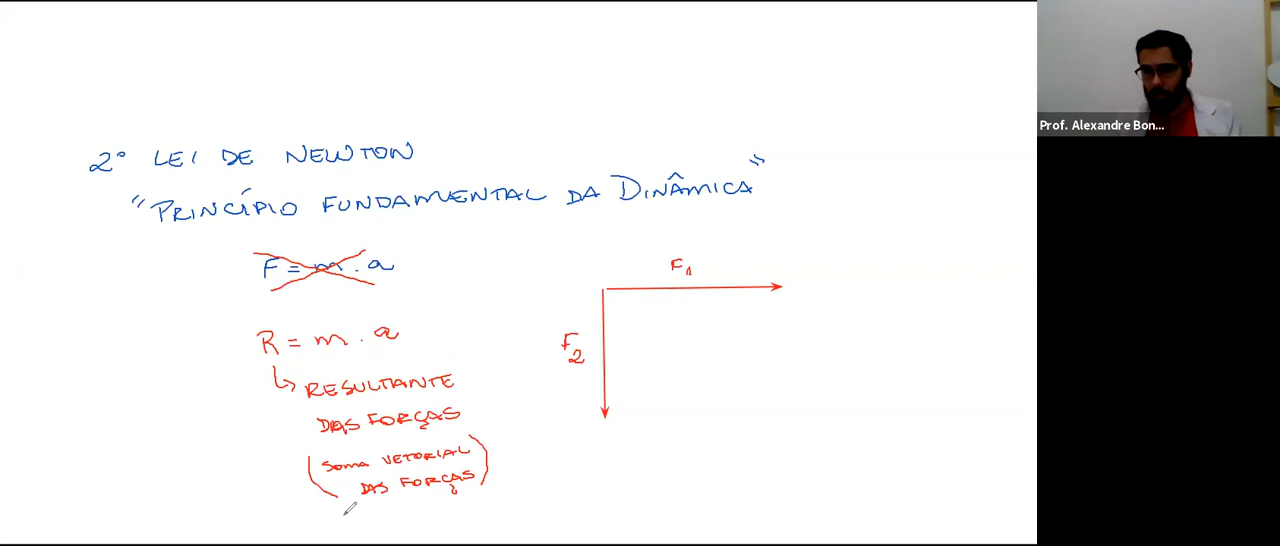 2° LEI DE NEWTON
"PRINCÍPIO FUNDAMENTAL DA DINÂMICA"
F = m . a
R = m . a
RESULTANTE
DAS FORÇAS
(SOMA VETORIAL
DAS FORÇAS)
F1
F2
Prof. Alexandre Bon...